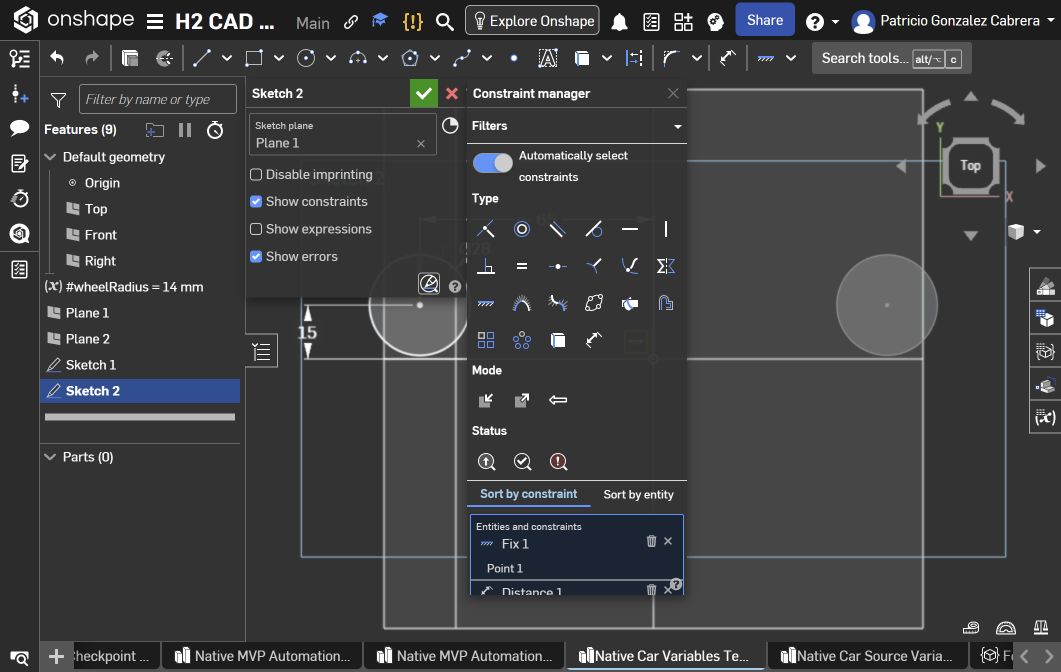 onshape
H2 CAD ...
Main
Explore Onshape
Share
Patricio Gonzalez Cabrera
Search tools...
alt/⌥
c
Filter by name or type
Features (9)
Default geometry
Origin
Top
Front
Right
(x) #wheelRadius = 14 mm
Plane 1
Plane 2
Sketch 1
Sketch 2
Parts (0)
Sketch 2
Sketch plane
Plane 1
Disable imprinting
Show constraints
Show expressions
Show errors
15
Constraint manager
Filters
Automatically select
constraints
Type
Mode
Status
Sort by constraint
Sort by entity
Entities and constraints
Fix 1
Point 1
Distance 1
Y
Top
X
Native MVP Automation...
Native MVP Automation...
Native Car Variables Te...
Native Car Source Varia...